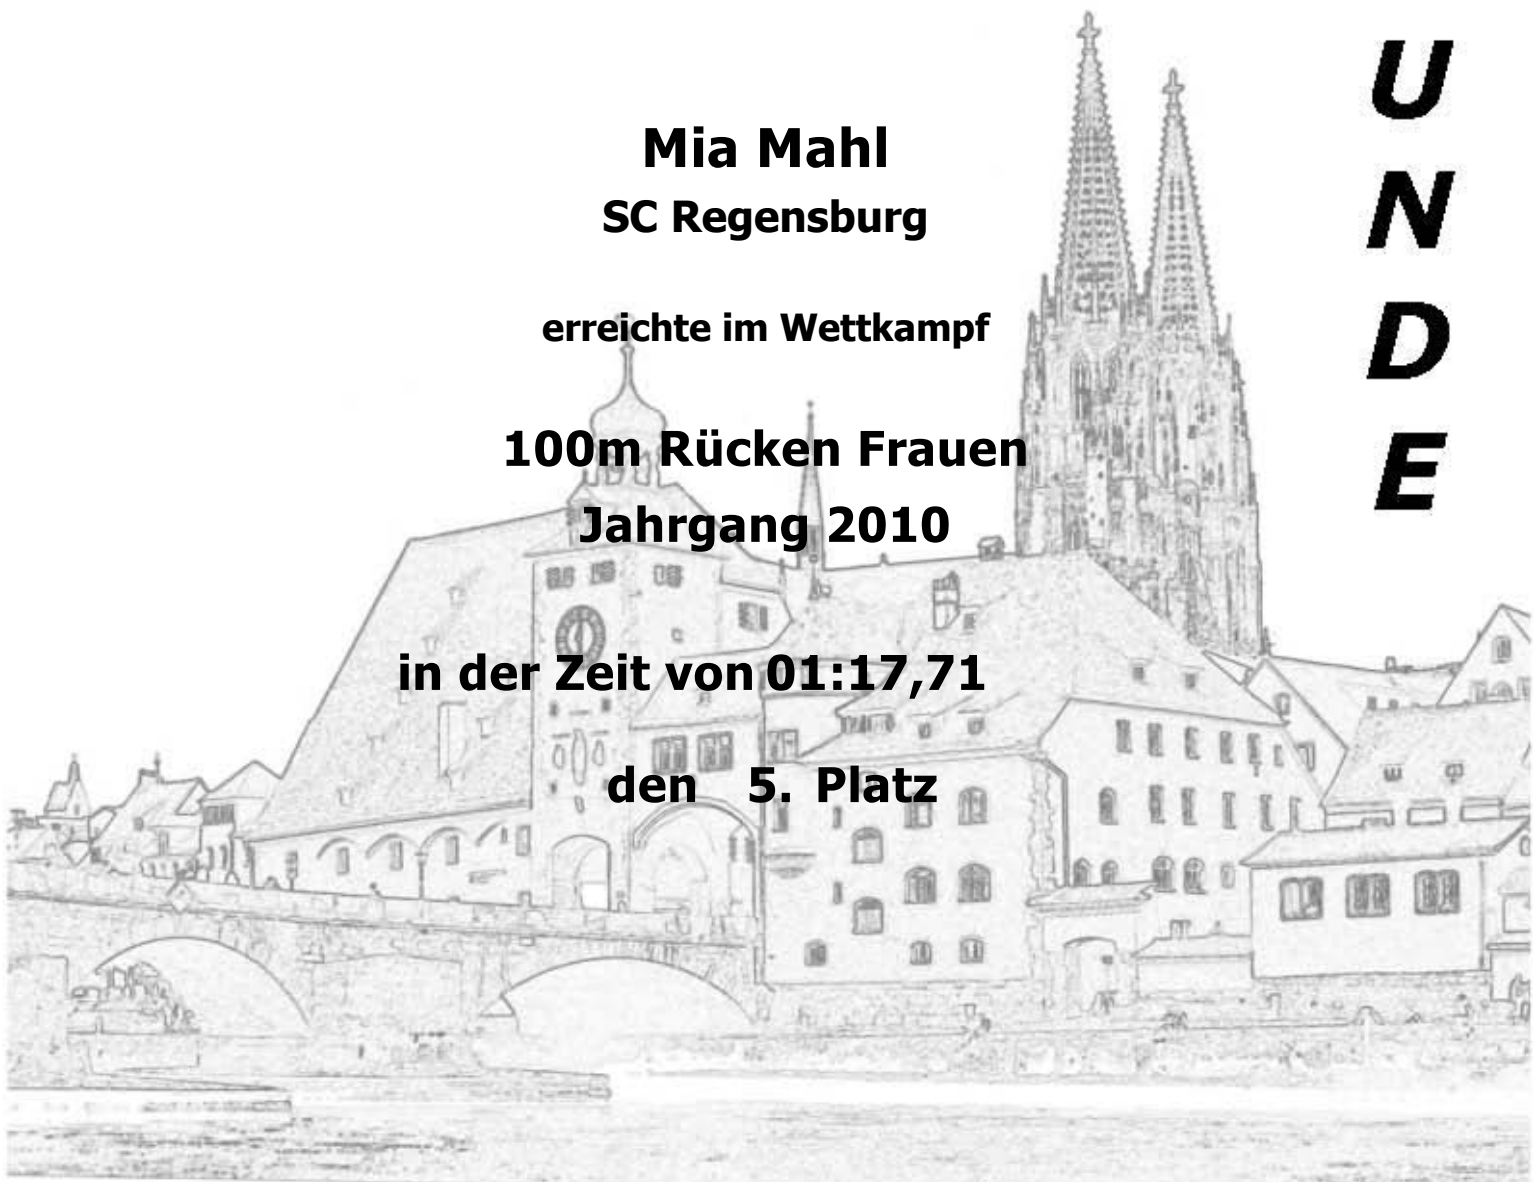 Mia Mahl
SC Regensburg
erreichte im Wettkampf
100m Rücken Frauen
Jahrgang 2010
in der Zeit von 01:17,71
den 5. Platz
U
N
D
E